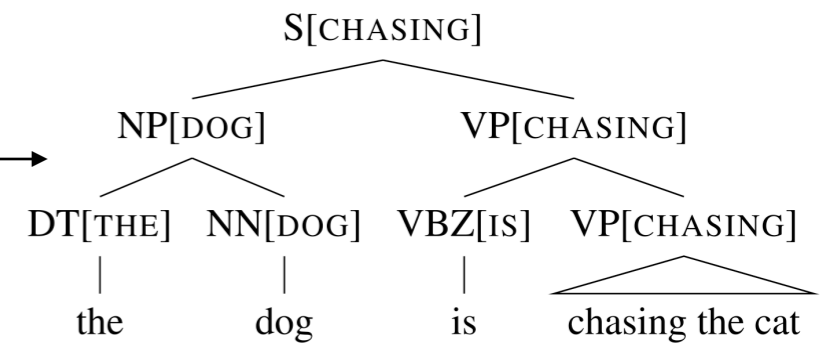 S[CHASING]
NP[DOG] VP[CHASING]
DT[THE] NN[DOG] VBZ[IS] VP[CHASING]
the dog is chasing the cat